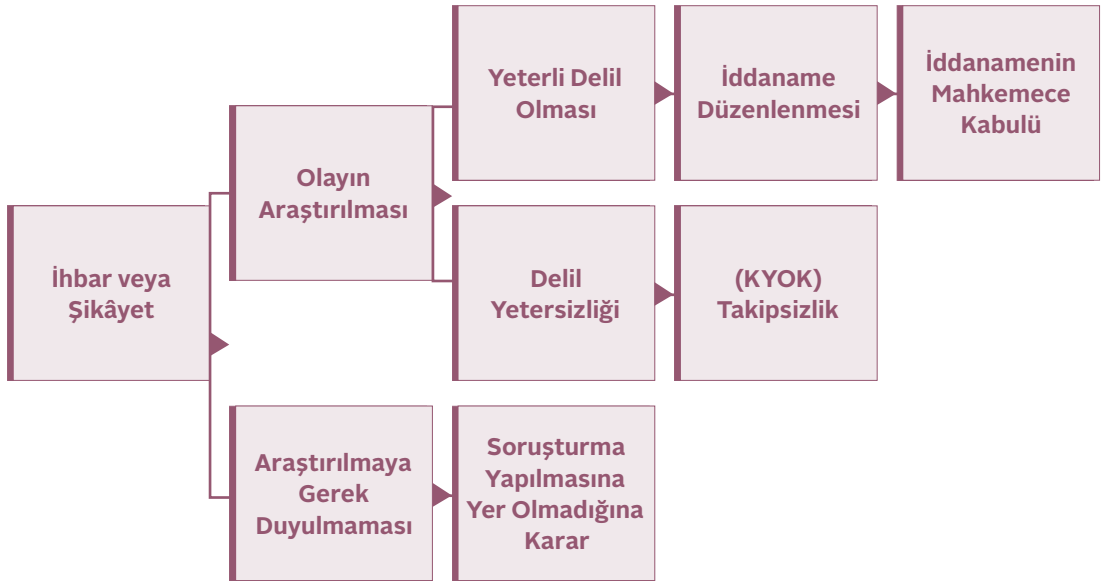 İhbar veya
Şikâyet
Olayın
Araştırılması
Yeterli Delil
Olması
İddaname
Düzenlenmesi
İddanamenin
Mahkemece
Kabulü
Delil
Yetersizliği
(KYOK)
Takipsizlik
Araştırılmaya
Gerek
Duyulmaması
Soruşturma
Yapılmasına
Yer Olmadığına
Karar